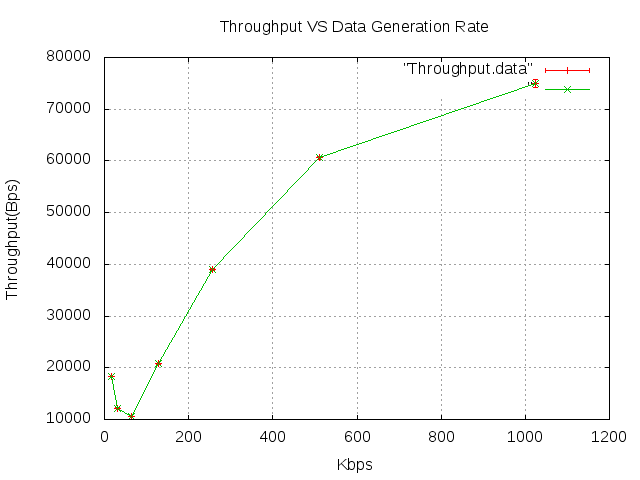 Throughput VS Data Generation Rate
80000
70000
60000
50000
40000
30000
20000
10000
Throughput(Bps)
"Throughput.data"
0 200 400 600 800 1000 1200
Kbps